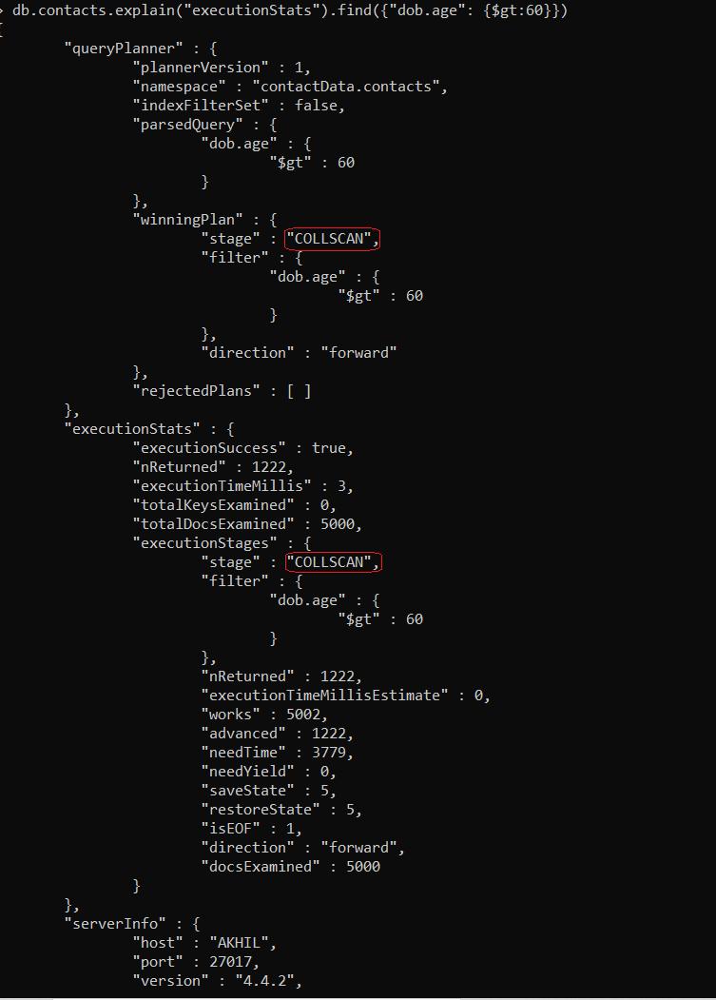 > db.contacts.explain("executionStats").find({"dob.age": {$gt:60}})
{
        "queryPlanner" : {
                "plannerVersion" : 1,
                "namespace" : "contactData.contacts",
                "indexFilterSet" : false,
                "parsedQuery" : {
                        "dob.age" : {
                                "$gt" : 60
                        }
                },
                "winningPlan" : {
                        "stage" : "COLLSCAN",
                        "filter" : {
                                "dob.age" : {
                                        "$gt" : 60
                                }
                        },
                        "direction" : "forward"
                },
                "rejectedPlans" : [ ]
        },
        "executionStats" : {
                "executionSuccess" : true,
                "nReturned" : 1222,
                "executionTimeMillis" : 3,
                "totalKeysExamined" : 0,
                "totalDocsExamined" : 5000,
                "executionStages" : {
                        "stage" : "COLLSCAN",
                        "filter" : {
                                "dob.age" : {
                                        "$gt" : 60
                                }
                        },
                        "nReturned" : 1222,
                        "executionTimeMillisEstimate" : 0,
                        "works" : 5002,
                        "advanced" : 1222,
                        "needTime" : 3779,
                        "needYield" : 0,
                        "saveState" : 5,
                        "restoreState" : 5,
                        "isEOF" : 1,
                        "direction" : "forward",
                        "docsExamined" : 5000
                }
        },
        "serverInfo" : {
                "host" : "AKHIL",
                "port" : 27017,
                "version" : "4.4.2",